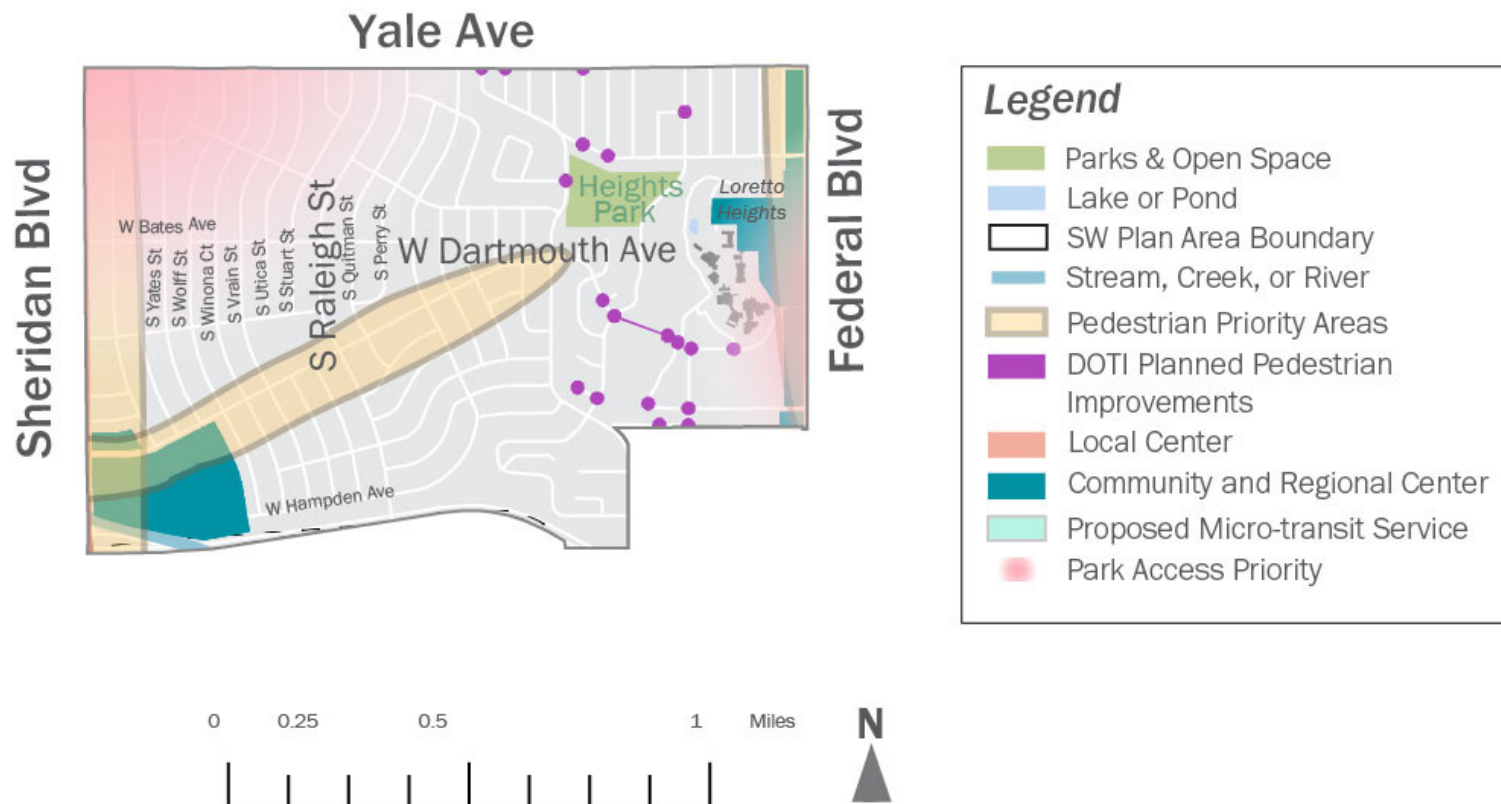 Yale Ave
Sheridan Blvd
Federal Blvd
W Bates Ave
S Yates St
S Wolff St
S Winona Ct
S Vrain St
S Utica St
S Stuart St
S Raleigh St
S Quitman St
S Perry St
W Dartmouth Ave
Heights
Park
Loretto
Heights
W Hampden Ave
Legend
Parks & Open Space
Lake or Pond
SW Plan Area Boundary
Stream, Creek, or River
Pedestrian Priority Areas
DOTI Planned Pedestrian
Improvements
Local Center
Community and Regional Center
Proposed Micro-transit Service
Park Access Priority
0 0.25 0.5 1 Miles
N